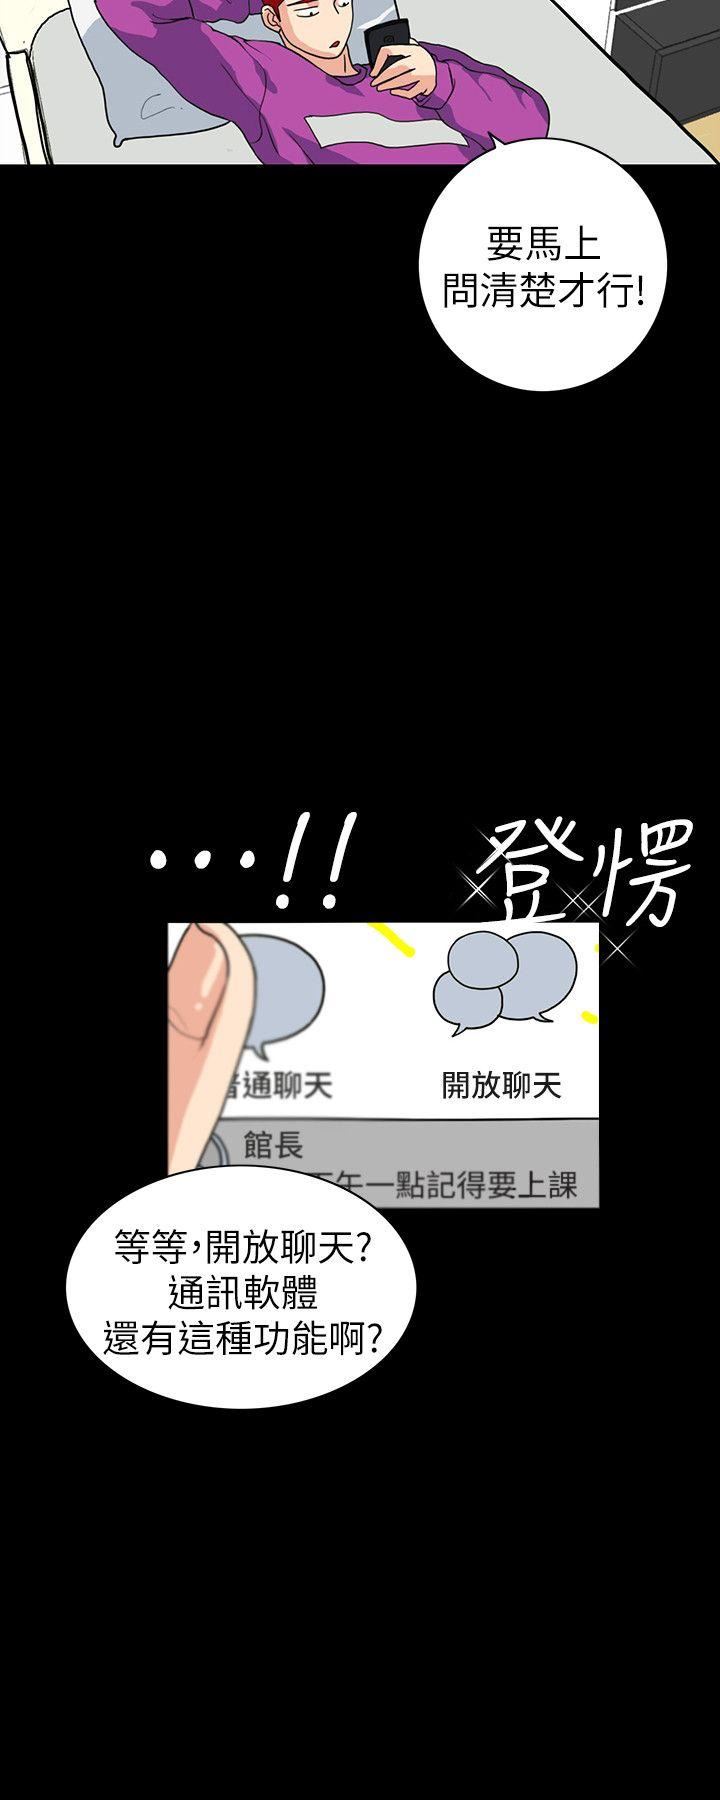 要馬上
問清楚才行!
...!!
登愣
普通聊天
開放聊天
館長
下午一點記得要上課
等等,開放聊天?
通訊軟體
還有這種功能啊?